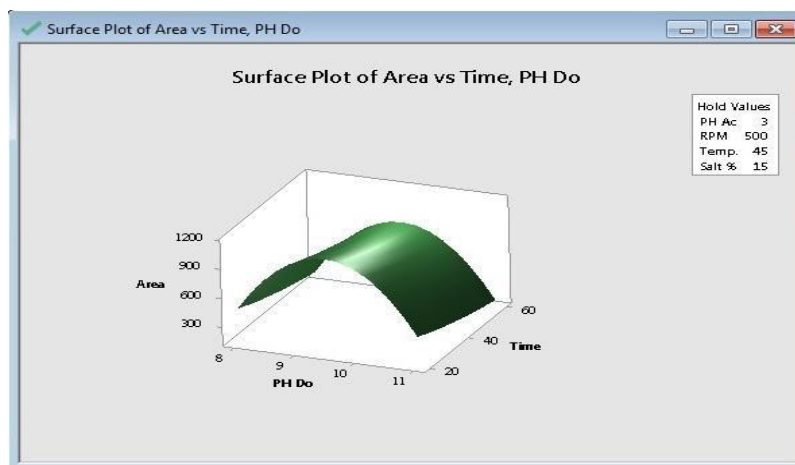 Surface Plot of Area vs Time, PH Do
Surface Plot of Area vs Time, PH Do
Hold Values
PH Ac 3
RPM 500
Temp. 45
Salt % 15
1200
900
Area
600
300
60
40
Time
20
8
9
10
11
PH Do